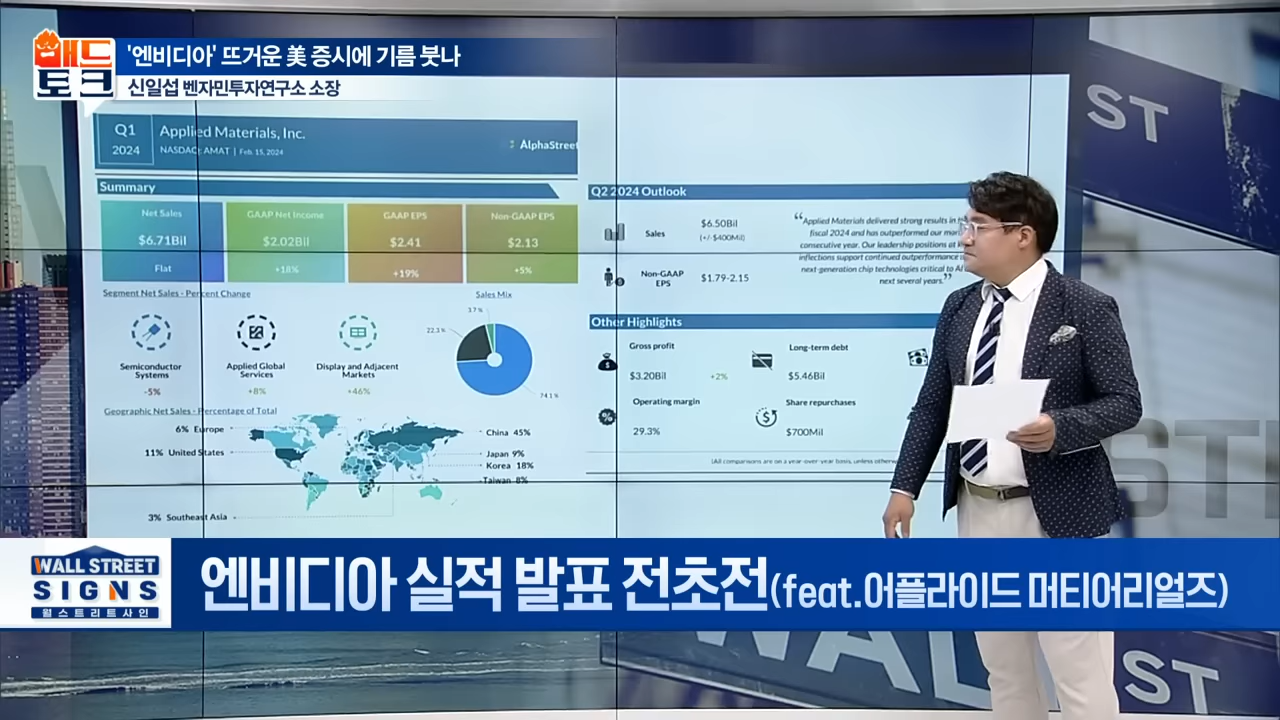 빠드
토크
'엔비디아' 뜨거운 美 증시에 기름 붓나
신일섭 벤자민투자연구소 소장
Q1
2024
Applied Materials, Inc.
NASDAQ: AMAT | Feb. 15, 2024
AlphaStreet
Summary
Net Sales
$6.71Bil
Flat
GAAP Net Income
$2.02Bil
+18%
GAAP EPS
$2.41
+19%
Non-GAAP EPS
$2.13
+5%
Segment Net Sales - Percent Change
Semiconductor
Systems
-5%
Applied Global
Services
+8%
Display and Adjacent
Markets
+46%
Sales Mix
3.7%
22.3%
74.1%
Geographic Net Sales - Percentage of Total
6% Europe
11% United States
3% Southeast Asia
China 45%
Japan 9%
Korea 18%
Taiwan 8%
Q2 2024 Outlook
Sales
$6.50Bil
(+/- $400Mil)
Non-GAAP
EPS
$1.79-2.15
"Applied Materials delivered strong results in
fiscal 2024 and has outperformed our
consecutive year. Our leadership positions at
inflections support continued outperformance
next-generation chip technologies critical to AI
next several years."
Other Highlights
Gross profit
$3.20Bil
+2%
Long-term debt
$5.46Bil
Operating margin
29.3%
Share repurchases
$700Mil
(All comparisons are on a year-over-year basis, unless
ST
WALL STREET
SIGNS
월스트리트사인
엔비디아 실적 발표 전초전(feat.어플라이드 머티어리얼즈)
WALL
ST